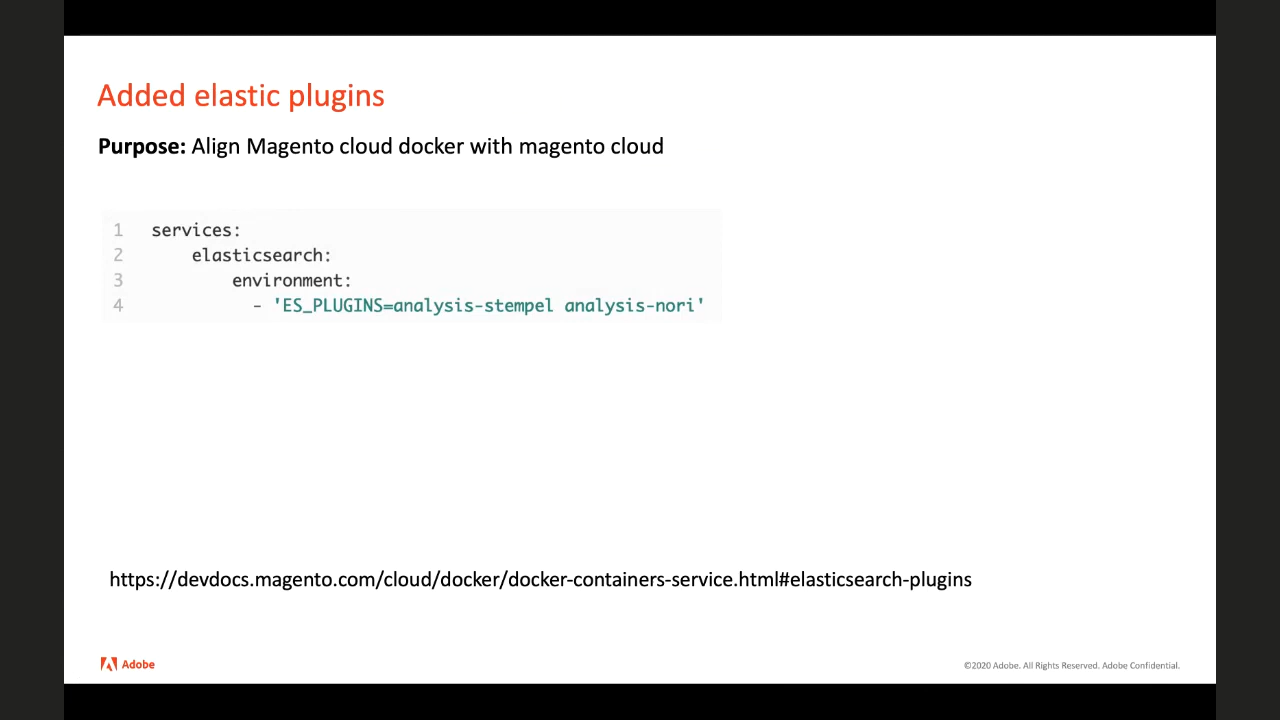 Added elastic plugins
Purpose: Align Magento cloud docker with magento cloud
1 services:
2 elasticsearch:
3 environment:
4 - 'ES_PLUGINS=analysis-stempel analysis-nori'
https://devdocs.magento.com/cloud/docker/docker-containers-service.html#elasticsearch-plugins
Adobe
©2020 Adobe. All Rights Reserved. Adobe Confidential.